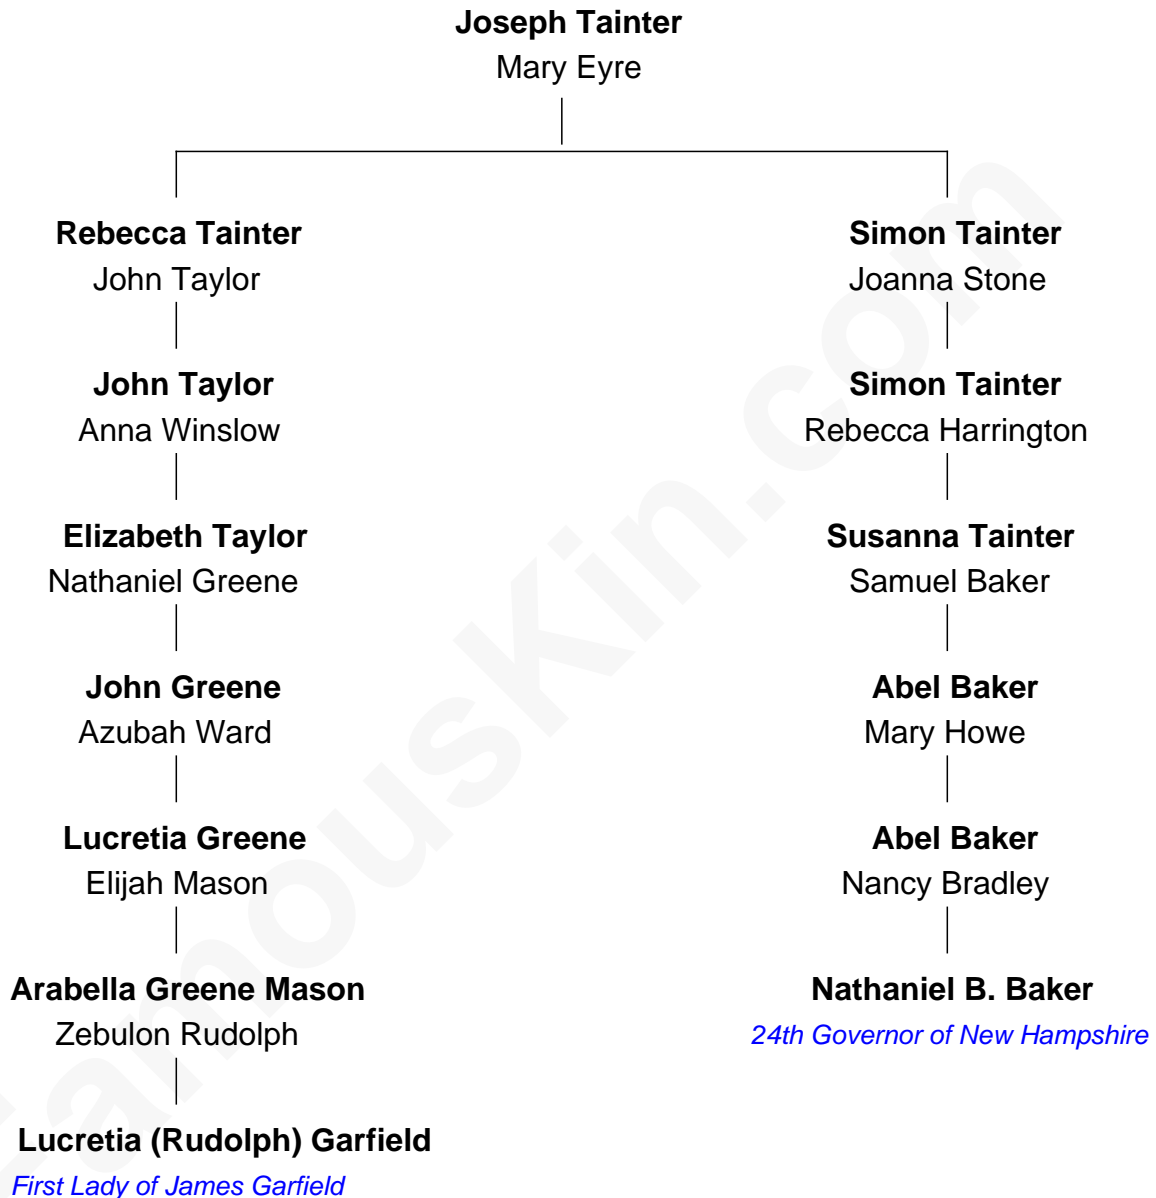 Joseph Tainter
Mary Eyre
Rebecca Tainter
John Taylor
Simon Tainter
Joanna Stone
John Taylor
Anna Winslow
Simon Tainter
Rebecca Harrington
Elizabeth Taylor
Nathaniel Greene
Susanna Tainter
Samuel Baker
John Greene
Azubah Ward
Abel Baker
Mary Howe
Lucretia Greene
Elijah Mason
Abel Baker
Nancy Bradley
Arabella Greene Mason
Zebulon Rudolph
Nathaniel B. Baker
24th Governor of New Hampshire
Lucretia (Rudolph) Garfield
First Lady of James Garfield
FamousKin.com